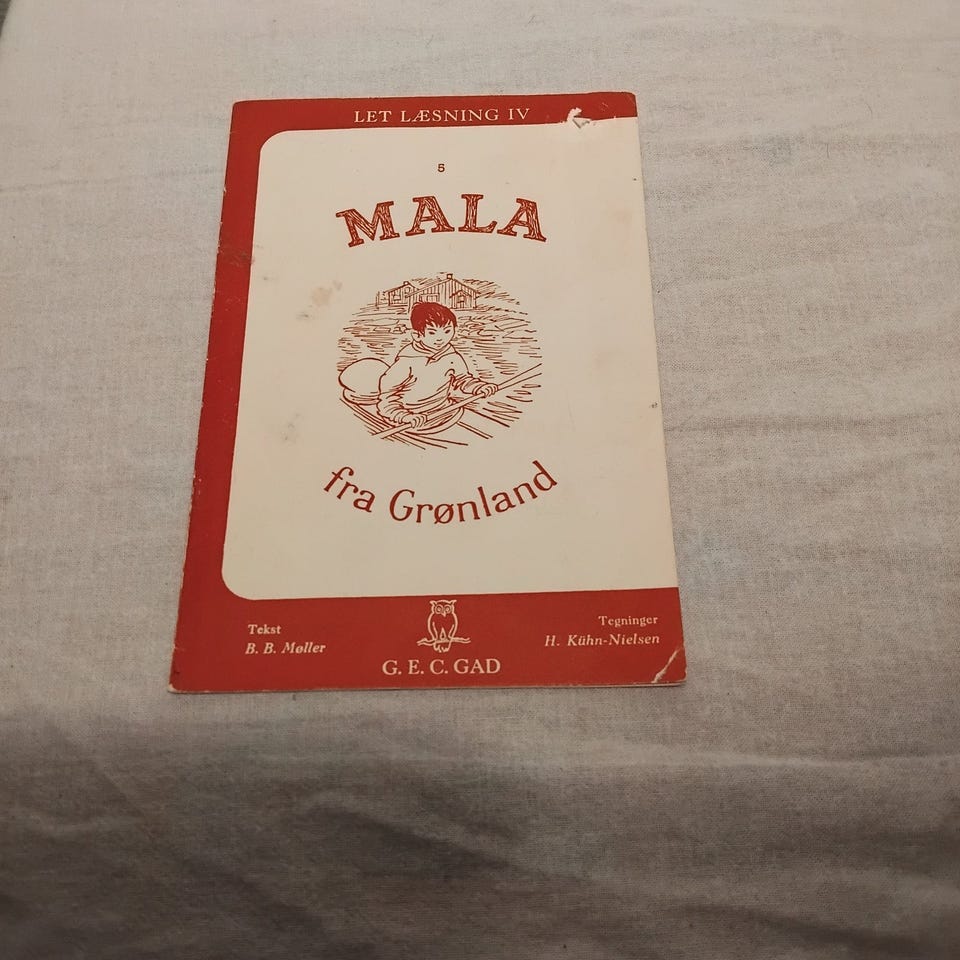 LET LÆSNING IV
5
MALA
fra Grønland
Tekst
B. B. Møller
G. E. C. GAD
Tegninger
H. Kühn-Nielsen